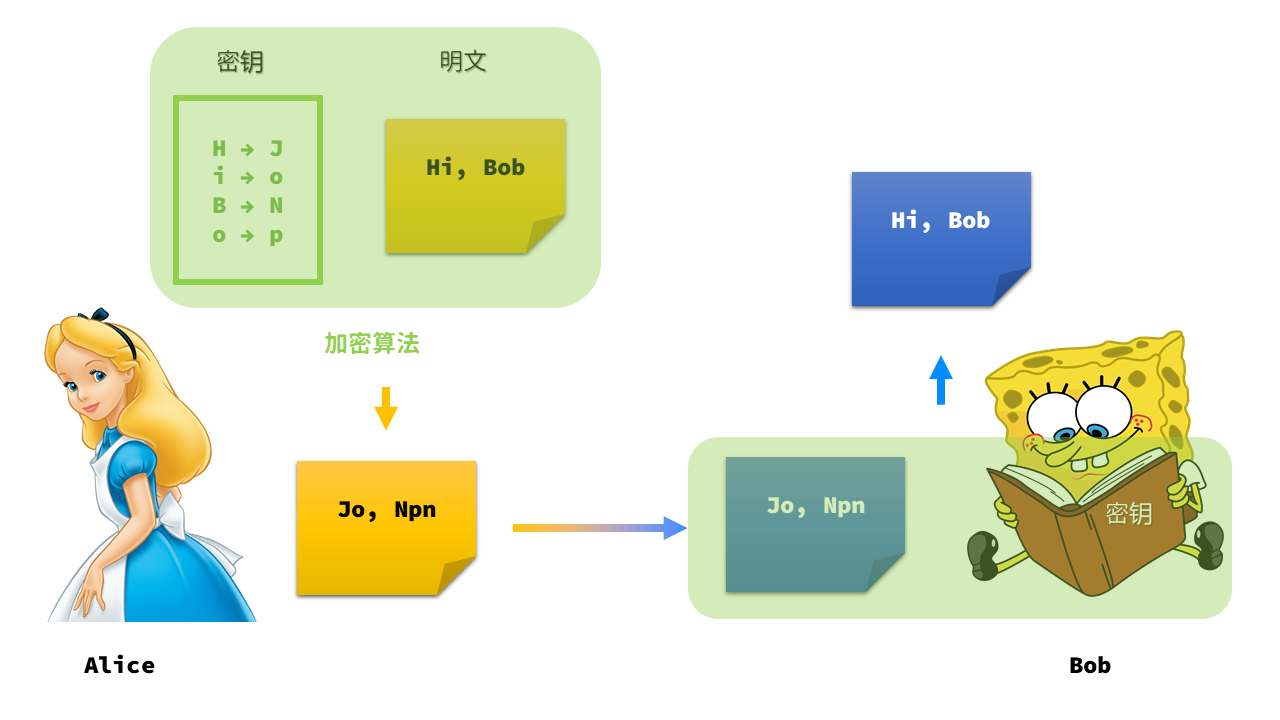 密钥
明文
H → J
i → o
B → N
o → p
Hi, Bob
加密算法
Jo, Npn
Alice
Hi, Bob
Jo, Npn
密钥
Bob